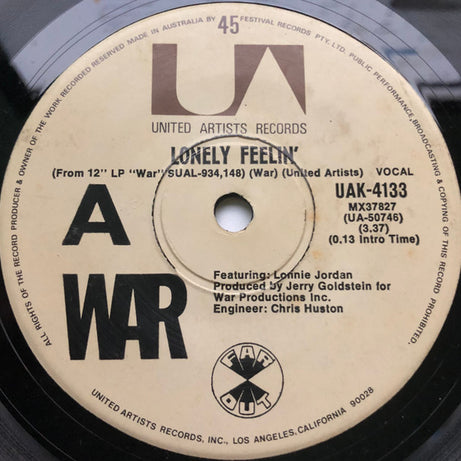 45
ALL RIGHTS OF THE RECORD PRODUCER & OWNER OF THE WORK RECORDED RESERVED MADE IN AUSTRALIA BY FESTIVAL RECORDS PTY. LTD. PUBLIC PERFORMANCE, BROADCASTING & COPYING OF THIS RECORD PROHIBITED.
UA
UNITED ARTISTS RECORDS
LONELY FEELIN'
(From 12" LP "War" SUAL-934,148) (War) (United Artists) VOCAL
UAK-4133
MX37827
(UA-50746)
(3.37)
(0.13 Intro Time)
A
WAR
Featuring: Lonnie Jordan
Produced by Jerry Goldstein for
War Productions Inc.
Engineer: Chris Huston
FAR
OUT
UNITED ARTISTS RECORDS, INC., LOS ANGELES, CALIFORNIA 90028